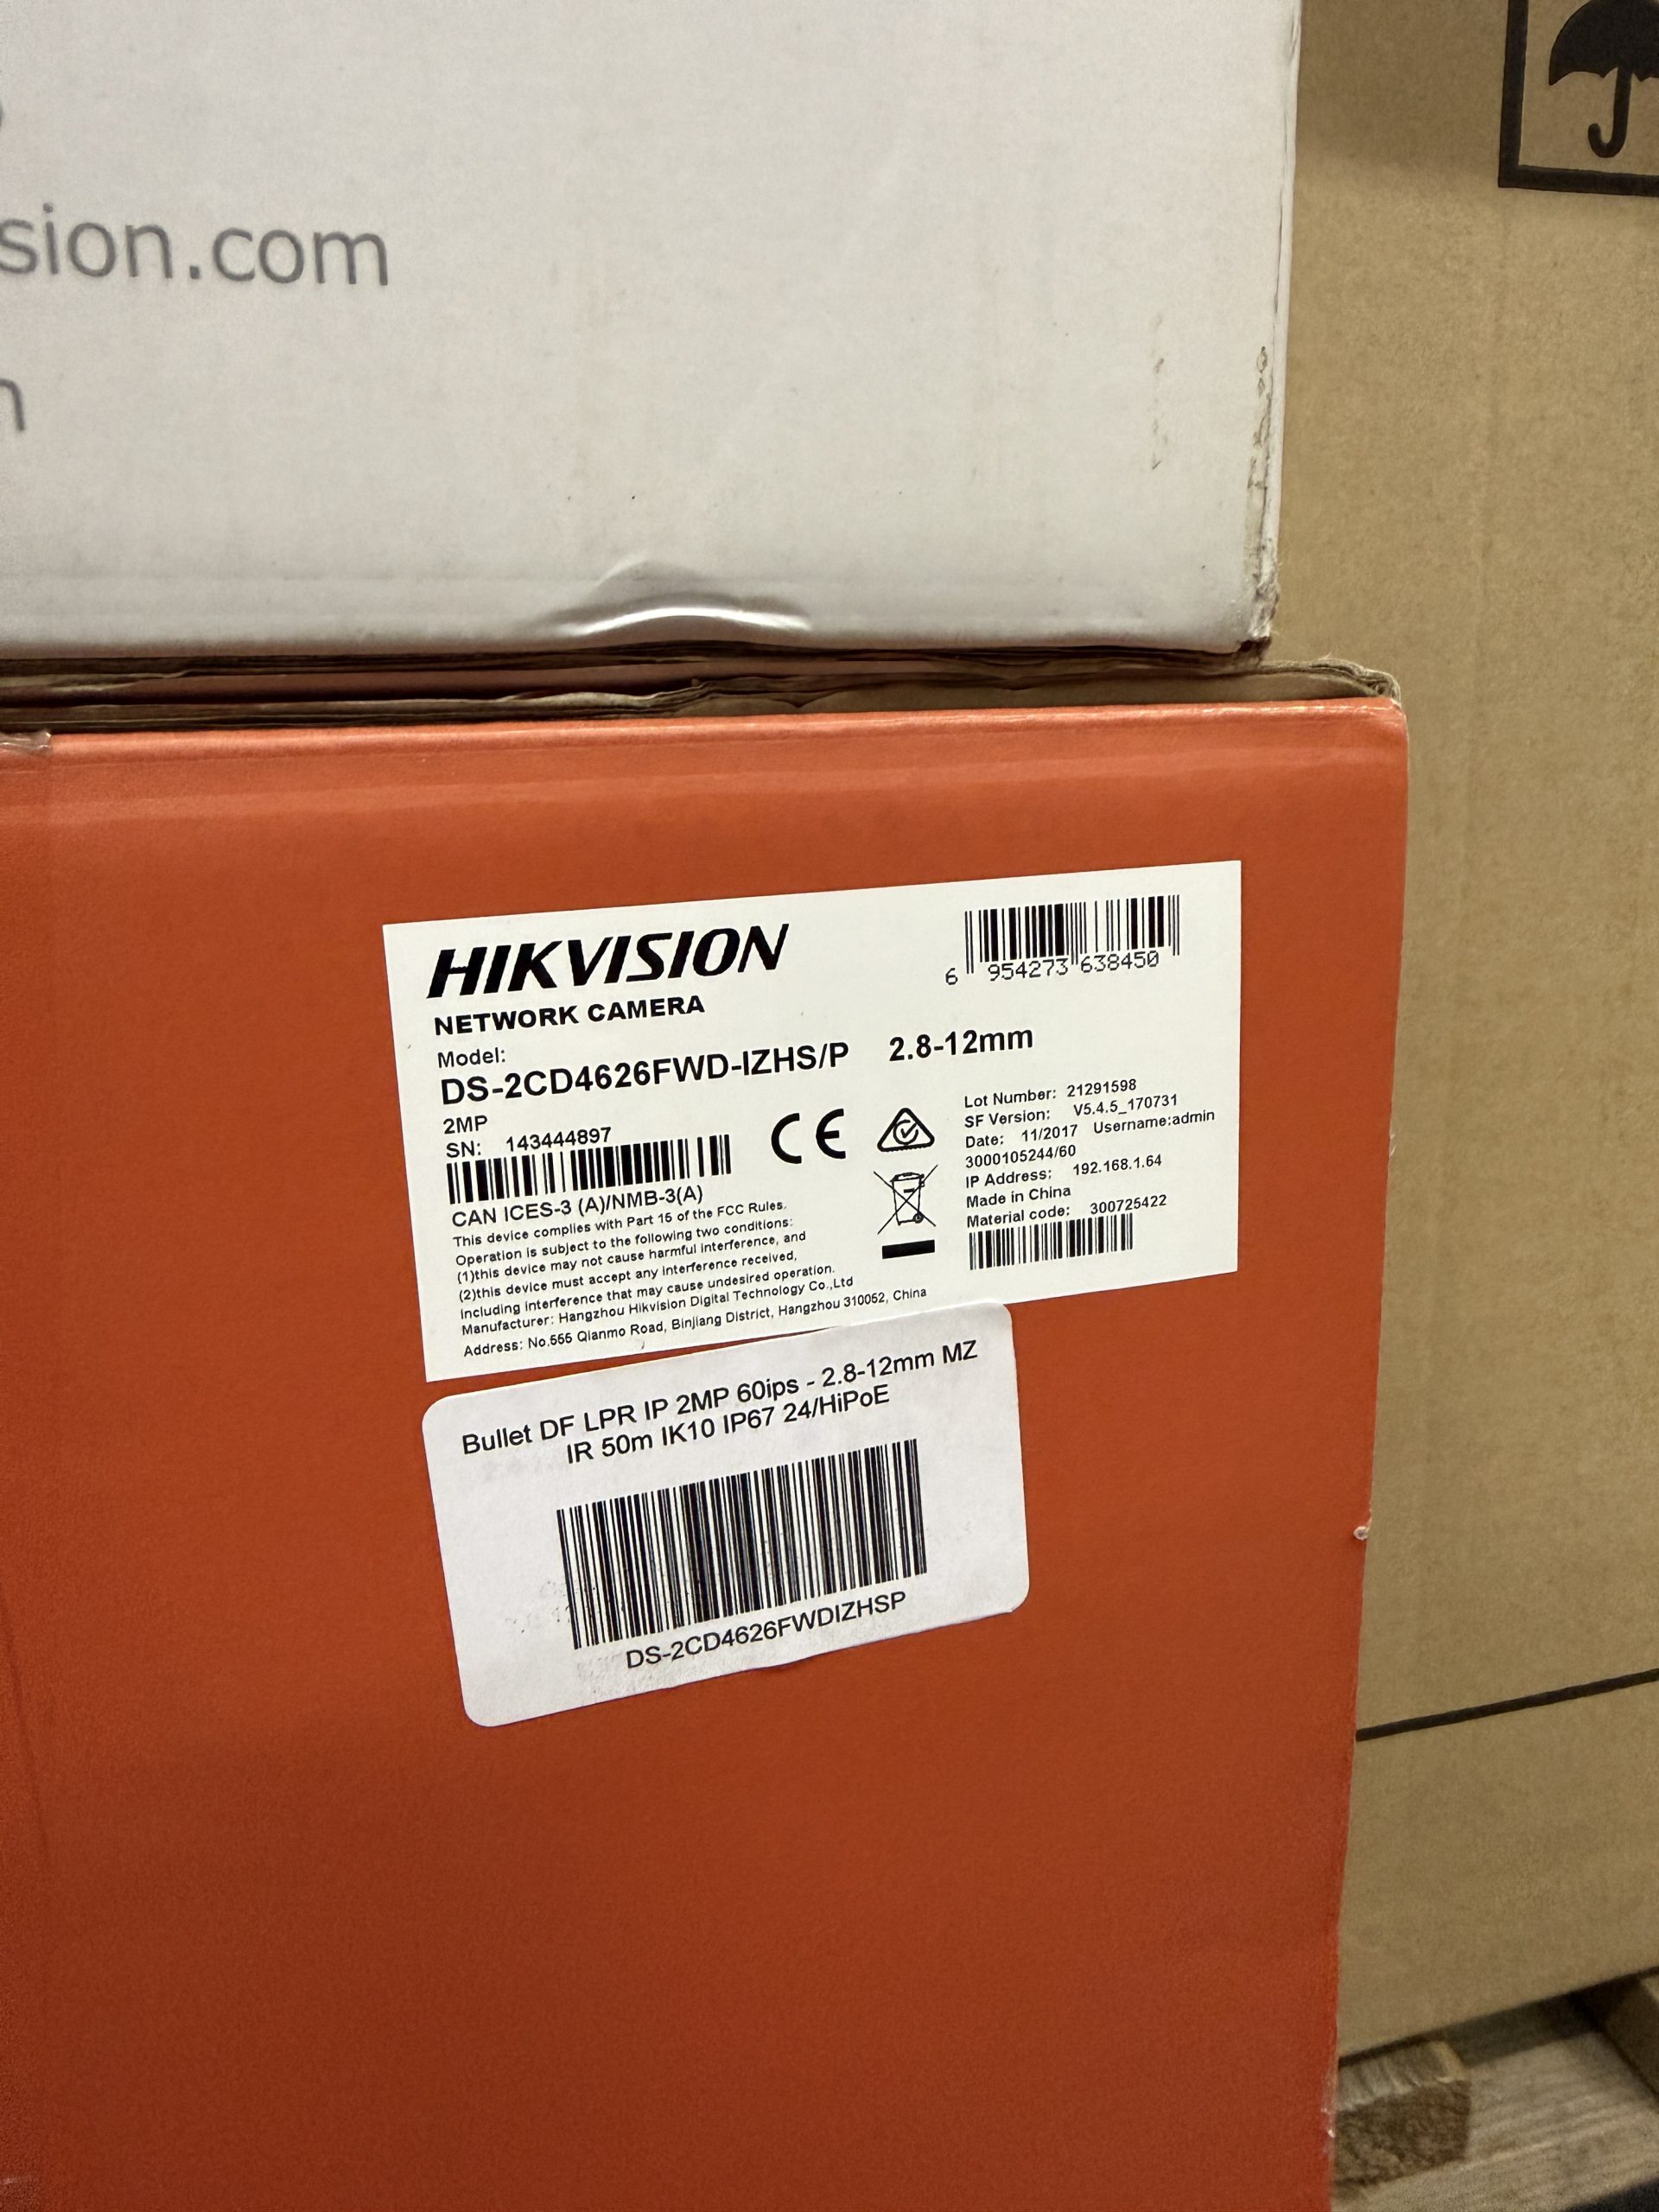 sion.com
HIKVISION
NETWORK CAMERA
6 954273 638450
Model:
DS-2CD4626FWD-IZHS/P 2.8-12mm
2MP
SN: 143444897
CAN ICES-3 (A)/NMB-3(A)
This device complies with Part 15 of the FCC Rules.
Operation is subject to the following two conditions:
(1)this device may not cause harmful interference, and
(2)this device must accept any interference received,
including interference that may cause undesired operation.
Manufacturer: Hangzhou Hikvision Digital Technology Co.,Ltd
Address: No.555 Qianmo Road, Binjiang District, Hangzhou 310052, China
CE
Lot Number: 21291598
SF Version: V5.4.5_170731
Date: 11/2017 Username:admin
3000105244/60
IP Address: 192.168.1.64
Made in China
Material code: 300725422
Bullet DF LPR IP 2MP 60ips - 2.8-12mm MZ
IR 50m IK10 IP67 24/HiPoE
DS-2CD4626FWDIZHSP